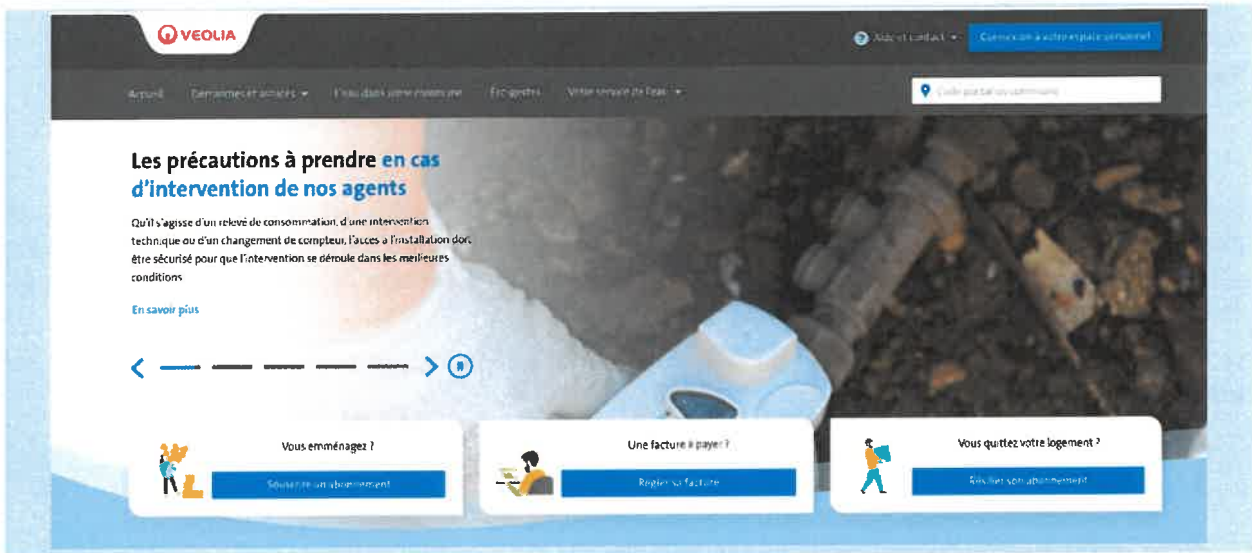 VEOLIA
Aide et contact
Connexion à votre espace personnel
Accueil Démarches et astuces L'eau dans votre commune Éco-gestes Votre service de l'eau
Code postal ou commune
Les précautions à prendre en cas
d'intervention de nos agents
Qu'il s'agisse d'un relevé de consommation, d'une intervention
technique ou d'un changement de compteur, l'accès à l'installation doit
être sécurisé pour que l'intervention se déroule dans les meilleures
conditions
En savoir plus
Vous emménagez ?
Souscrire un abonnement
Une facture à payer ?
Régler sa facture
Vous quittez votre logement ?
Résilier son abonnement